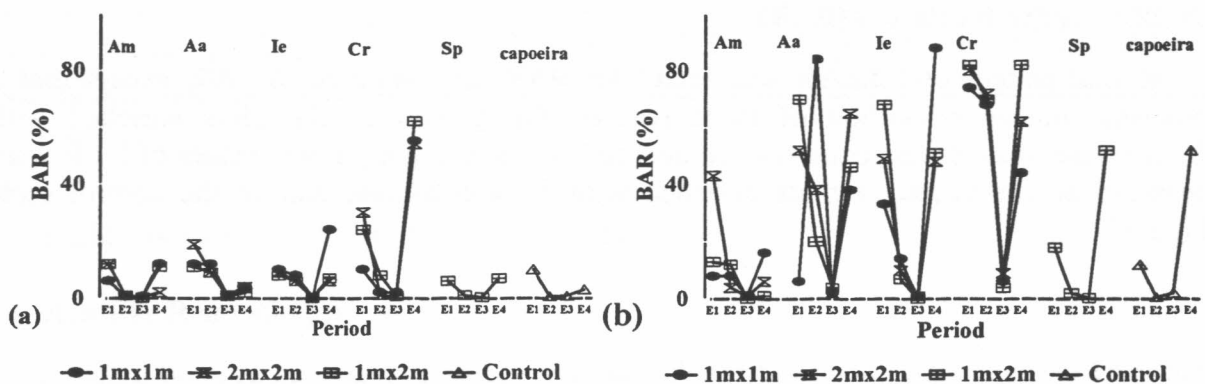 Am Aa Ie Cr Sp capoeira
80
BAR (%)
40
0
E1 E2 E3 E4 E1 E2 E3 E4 E1 E2 E3 E4 E1 E2 E3 E4 E1 E2 E3 E4 E1 E2 E3 E4
(a)
Period
1mx1m 2mx2m 1mx2m Control
Am Aa Ie Cr Sp capoeira
80
BAR (%)
40
0
E1 E2 E3 E4 E1 E2 E3 E4 E1 E2 E3 E4 E1 E2 E3 E4 E1 E2 E3 E4 E1 E2 E3 E4
(b)
Period
1mx1m 2mx2m 1mx2m Control